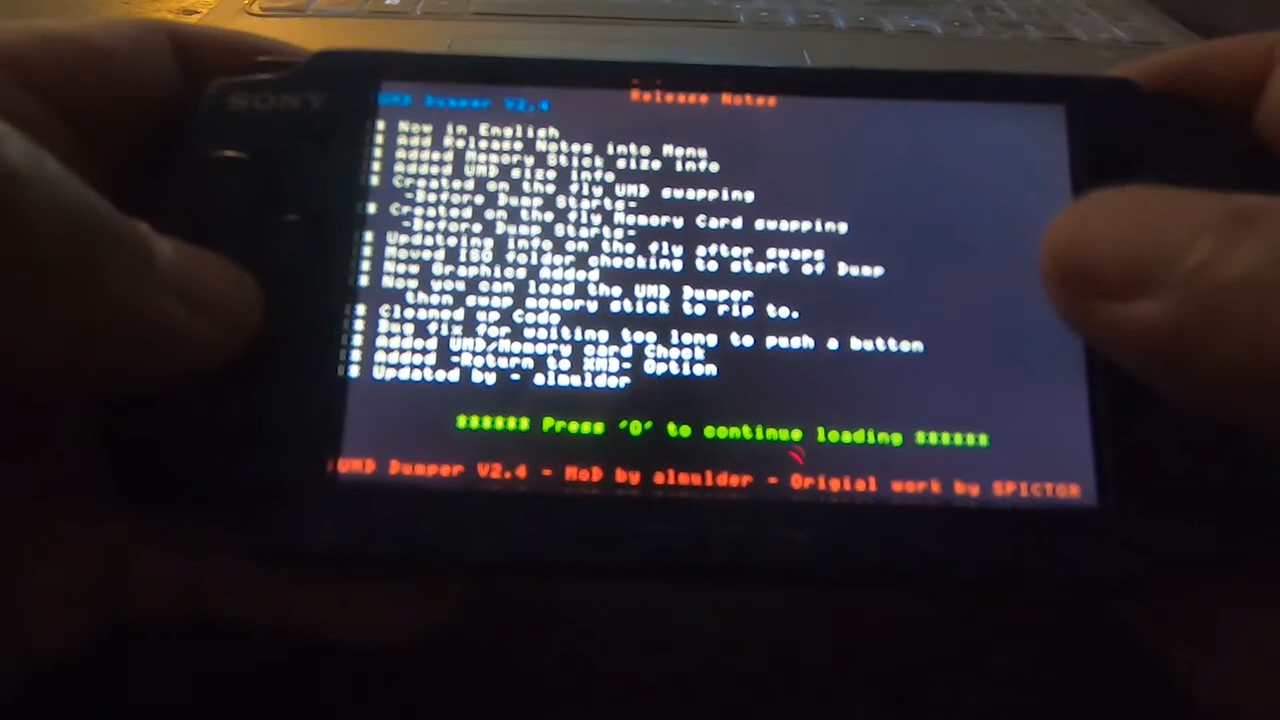 SONY
UMD Dumper V2.4
Release Notes
* Now in English
* Add Release Notes into Menu
* Added Memory Stick size info
* Added UMD size info
* Created on the fly UMD swapping
-Before Dump Starts-
* Created on the fly Memory Card swapping
-Before Dump Starts-
* Updateing info on the fly after swaps
* Moved ISO folder checking to start of Dump
* New Graphics Added
* Now you can load the UMD Dumper
then swap memory stick to rip to.
* Cleaned up code
* Bug fix for waiting too long to push a button
* Added UMD/Memory card Check
* Added -Return to XMB- Option
* Updated by - almulder
****** Press 'O' to continue loading ******
UMD Dumper V2.4 - MoD by almulder - Origial work by SPICTOR